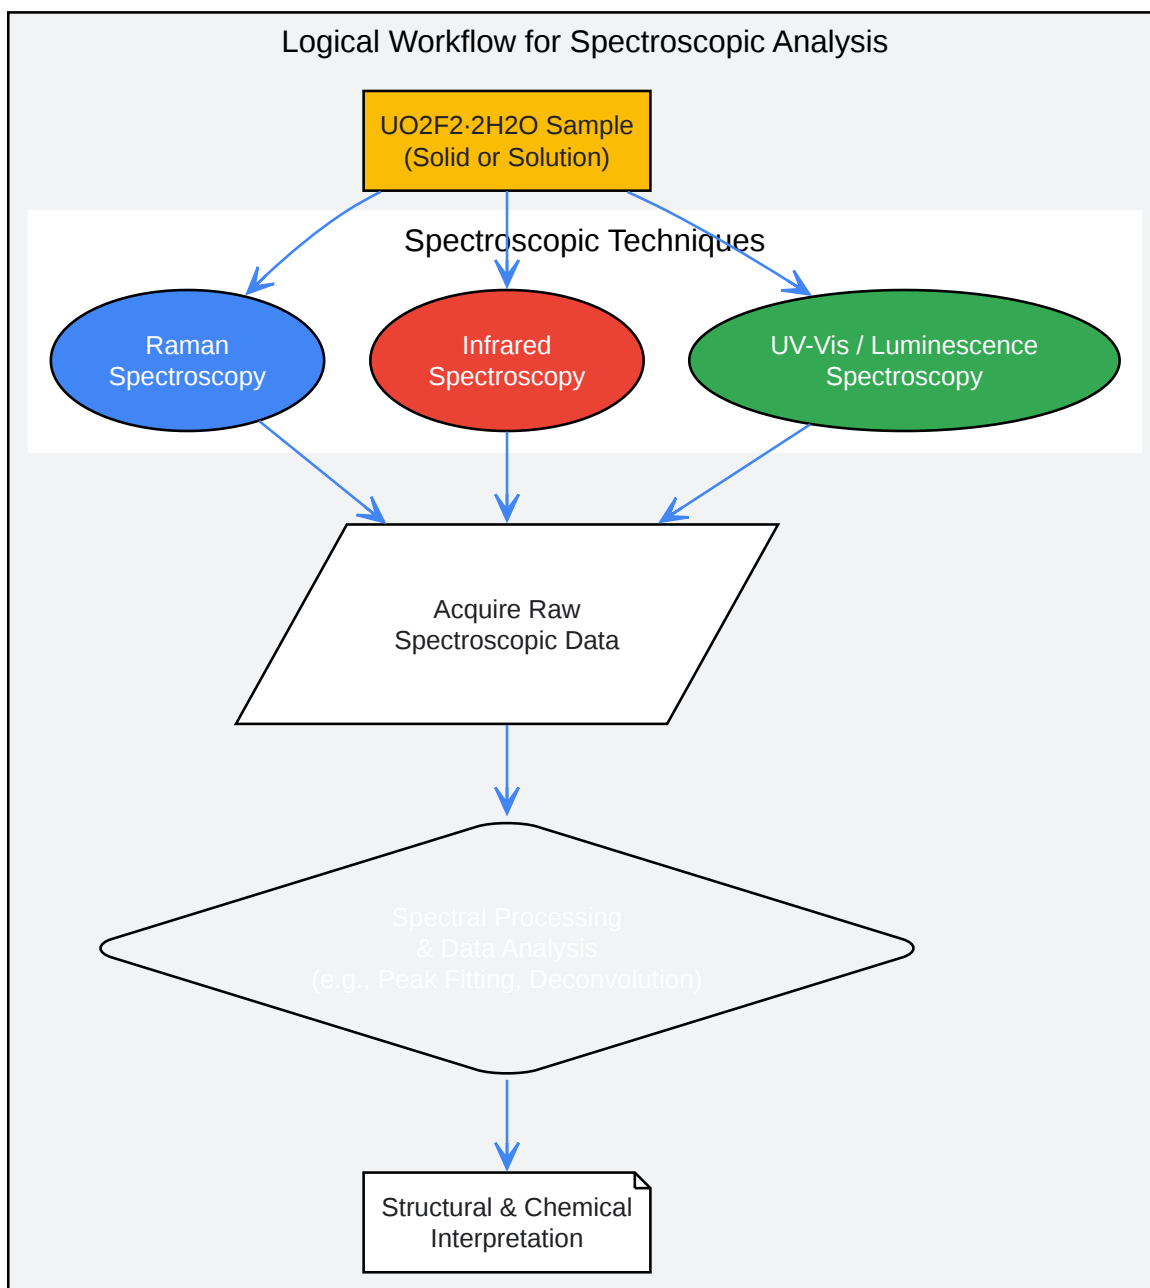 Logical Workflow for Spectroscopic Analysis
UO2F2·2H2O Sample
(Solid or Solution)
Spectroscopic Techniques
Raman
Spectroscopy
Infrared
Spectroscopy
UV-Vis / Luminescence
Spectroscopy
Acquire Raw
Spectroscopic Data
Spectral Processing
& Data Analysis
(e.g., Peak Fitting, Deconvolution)
Structural & Chemical
Interpretation